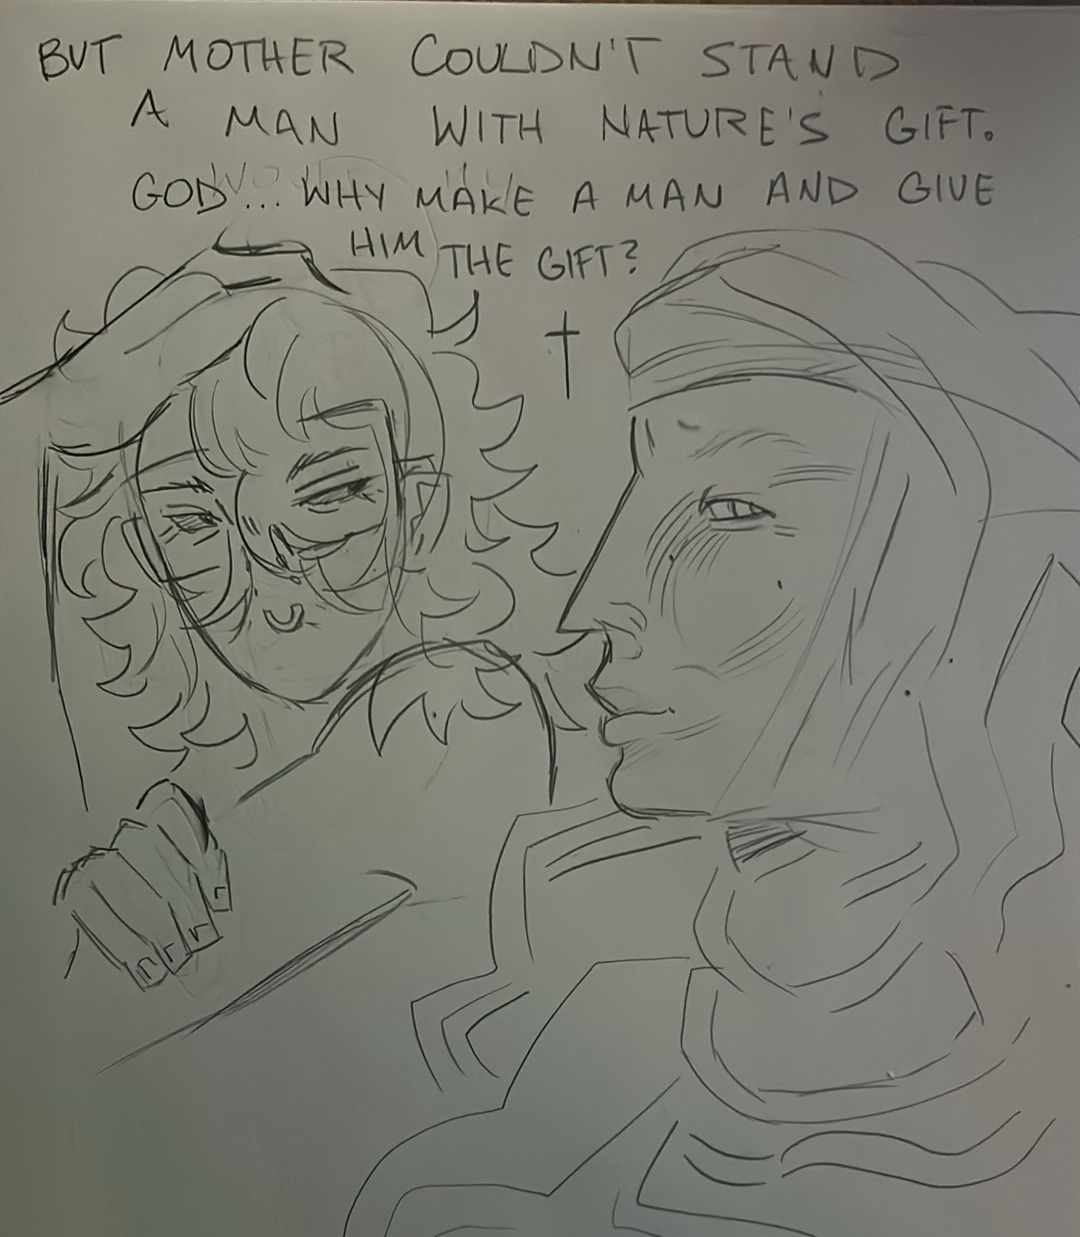 BUT MOTHER COULDN'T STAND
A MAN WITH NATURE'S GIFT.
GOD... WHY MAKE A MAN AND GIVE
HIM THE GIFT?